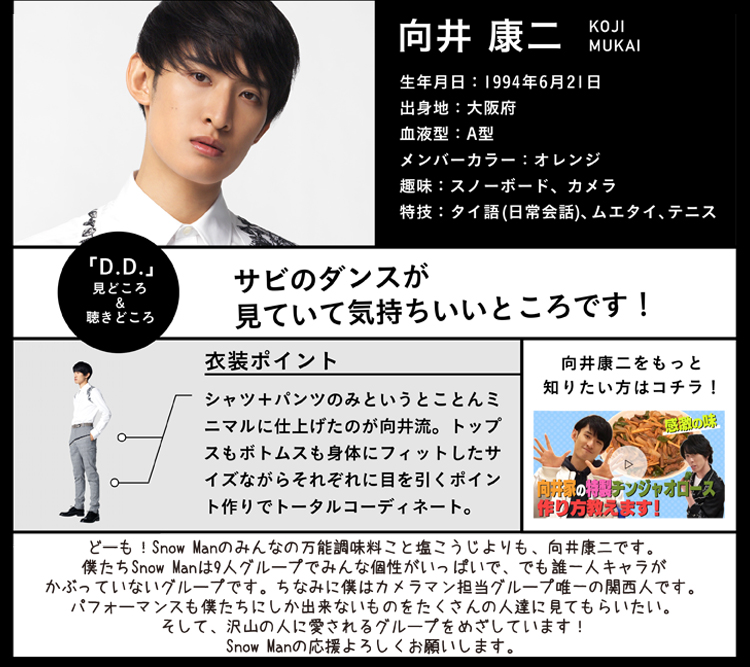 向井 康二
KOJI
MUKAI
生年月日：1994年6月21日
出身地：大阪府
血液型：A型
メンバーカラー：オレンジ
趣味：スノーボード、カメラ
特技：タイ語(日常会話)、ムエタイ、テニス
「D.D.」
見どころ
&
聴きどころ
サビのダンスが
見ていて気持ちいいところです！
衣装ポイント
シャツ＋パンツのみというとことんミ
ニマルに仕上げたのが向井流。トップ
スもボトムスも身体にフィットしたサ
イズながらそれぞれに目を引くポイン
ト作りでトータルコーディネート。
向井康二をもっと
知りたい方はコチラ！
感激の味
向井家の特製チンジャオロース
作り方教えます！
どーも！Snow Manのみんなの万能調味料こと塩こうじよりも、向井康二です。
僕たちSnow Manは9人グループでみんな個性がいっぱいで、でも誰一人キャラが
かぶっていないグループです。ちなみに僕はカメラマン担当グループ唯一の関西人です。
パフォーマンスも僕たちにしか出来ないものをたくさんの人達に見てもらいたい。
そして、沢山の人に愛されるグループをめざしています！
Snow Manの応援よろしくお願いします。